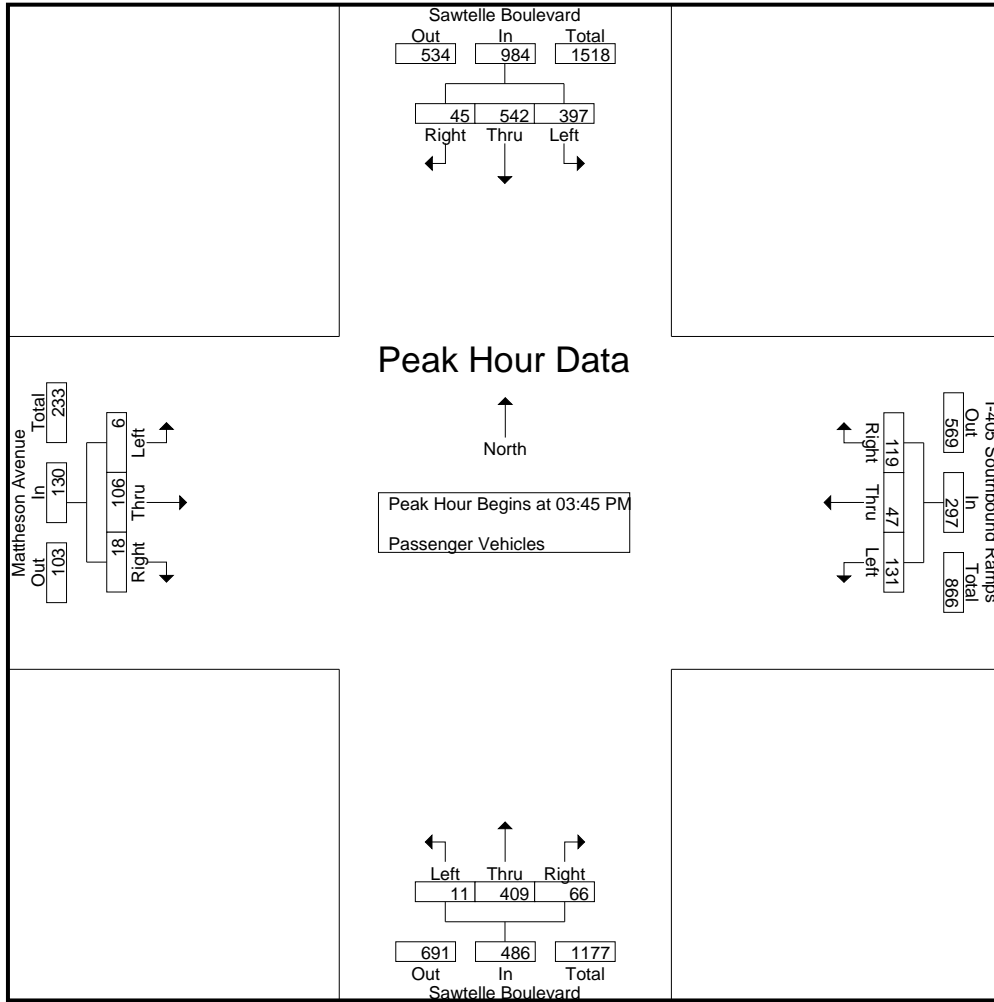 Sawtelle Boulevard
Out In Total
534 984 1518
45 542 397
Right Thru Left
Peak Hour Data
North
Peak Hour Begins at 03:45 PM
Passenger Vehicles
Mattheson Avenue
Out In Total
103 130 233
6 106 18
Left Thru Right
I-405 Southbound Ramps
Out In Total
569 297 866
119 47 131
Right Thru Left
Left Thru Right
11 409 66
691 486 1177
Out In Total
Sawtelle Boulevard